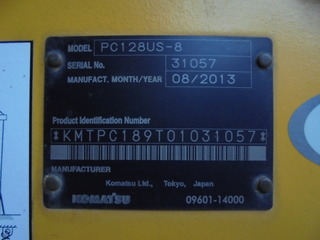 MODEL PC128US-8
SERIAL No. 31057
MANUFACT. MONTH/YEAR 08/2013
Product Identification Number
*KMTPC189T01031057*
MANUFACTURER
Komatsu Ltd., Tokyo, Japan
KOMATSU 09601-14000